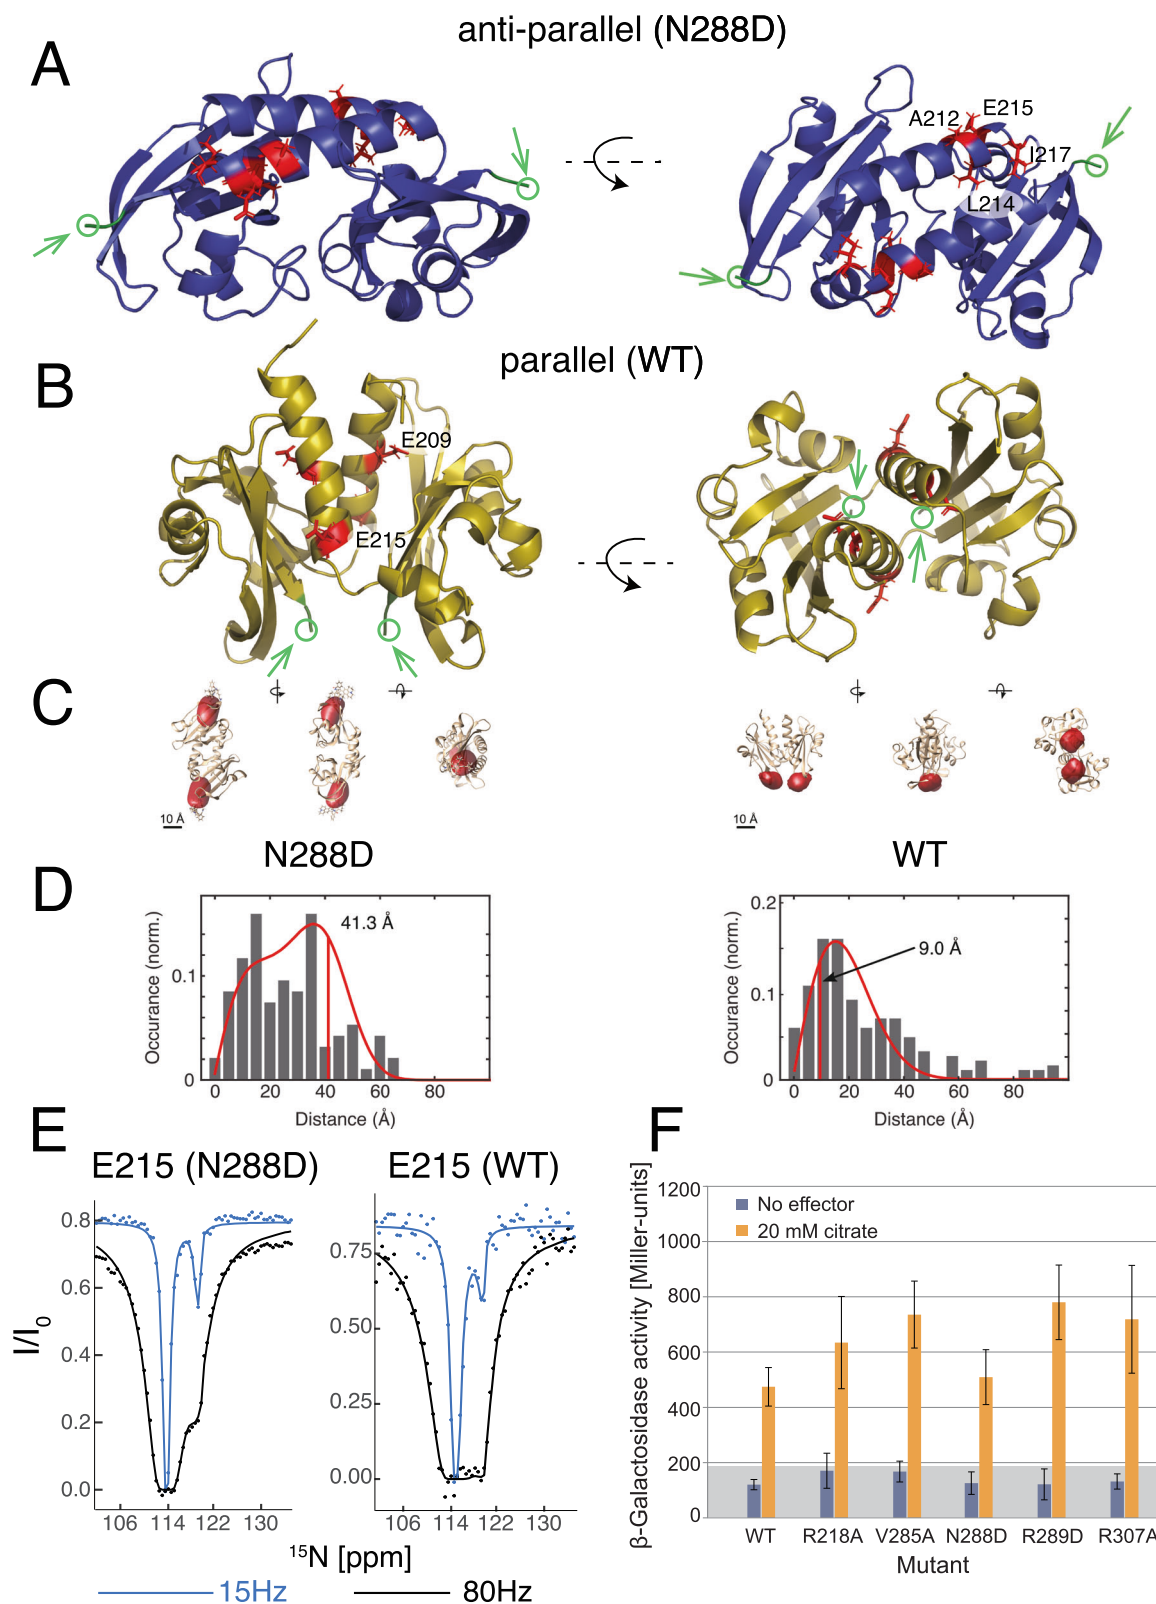 anti-parallel (N288D)
A
A212
E215
I217
L214
parallel (WT)
B
E209
E215
C
10 Å
10 Å
N288D
WT
D
Occurance (norm.)
0.1
0
41.3 Å
0 20 40 60 80
Distance (Å)
Occurance (norm.)
0.2
0.1
0
9.0 Å
0 20 40 60 80
Distance (Å)
E
E215 (N288D)
E215 (WT)
I/I0
0.8
0.6
0.4
0.2
0.0
106 114 122 130
0.75
0.50
0.25
0.00
106 114 122 130
15N [ppm]
15Hz
80Hz
F
β-Galactosidase activity [Miller-units]
1200
1000
800
600
400
200
0
No effector
20 mM citrate
WT R218A V285A N288D R289D R307A
Mutant